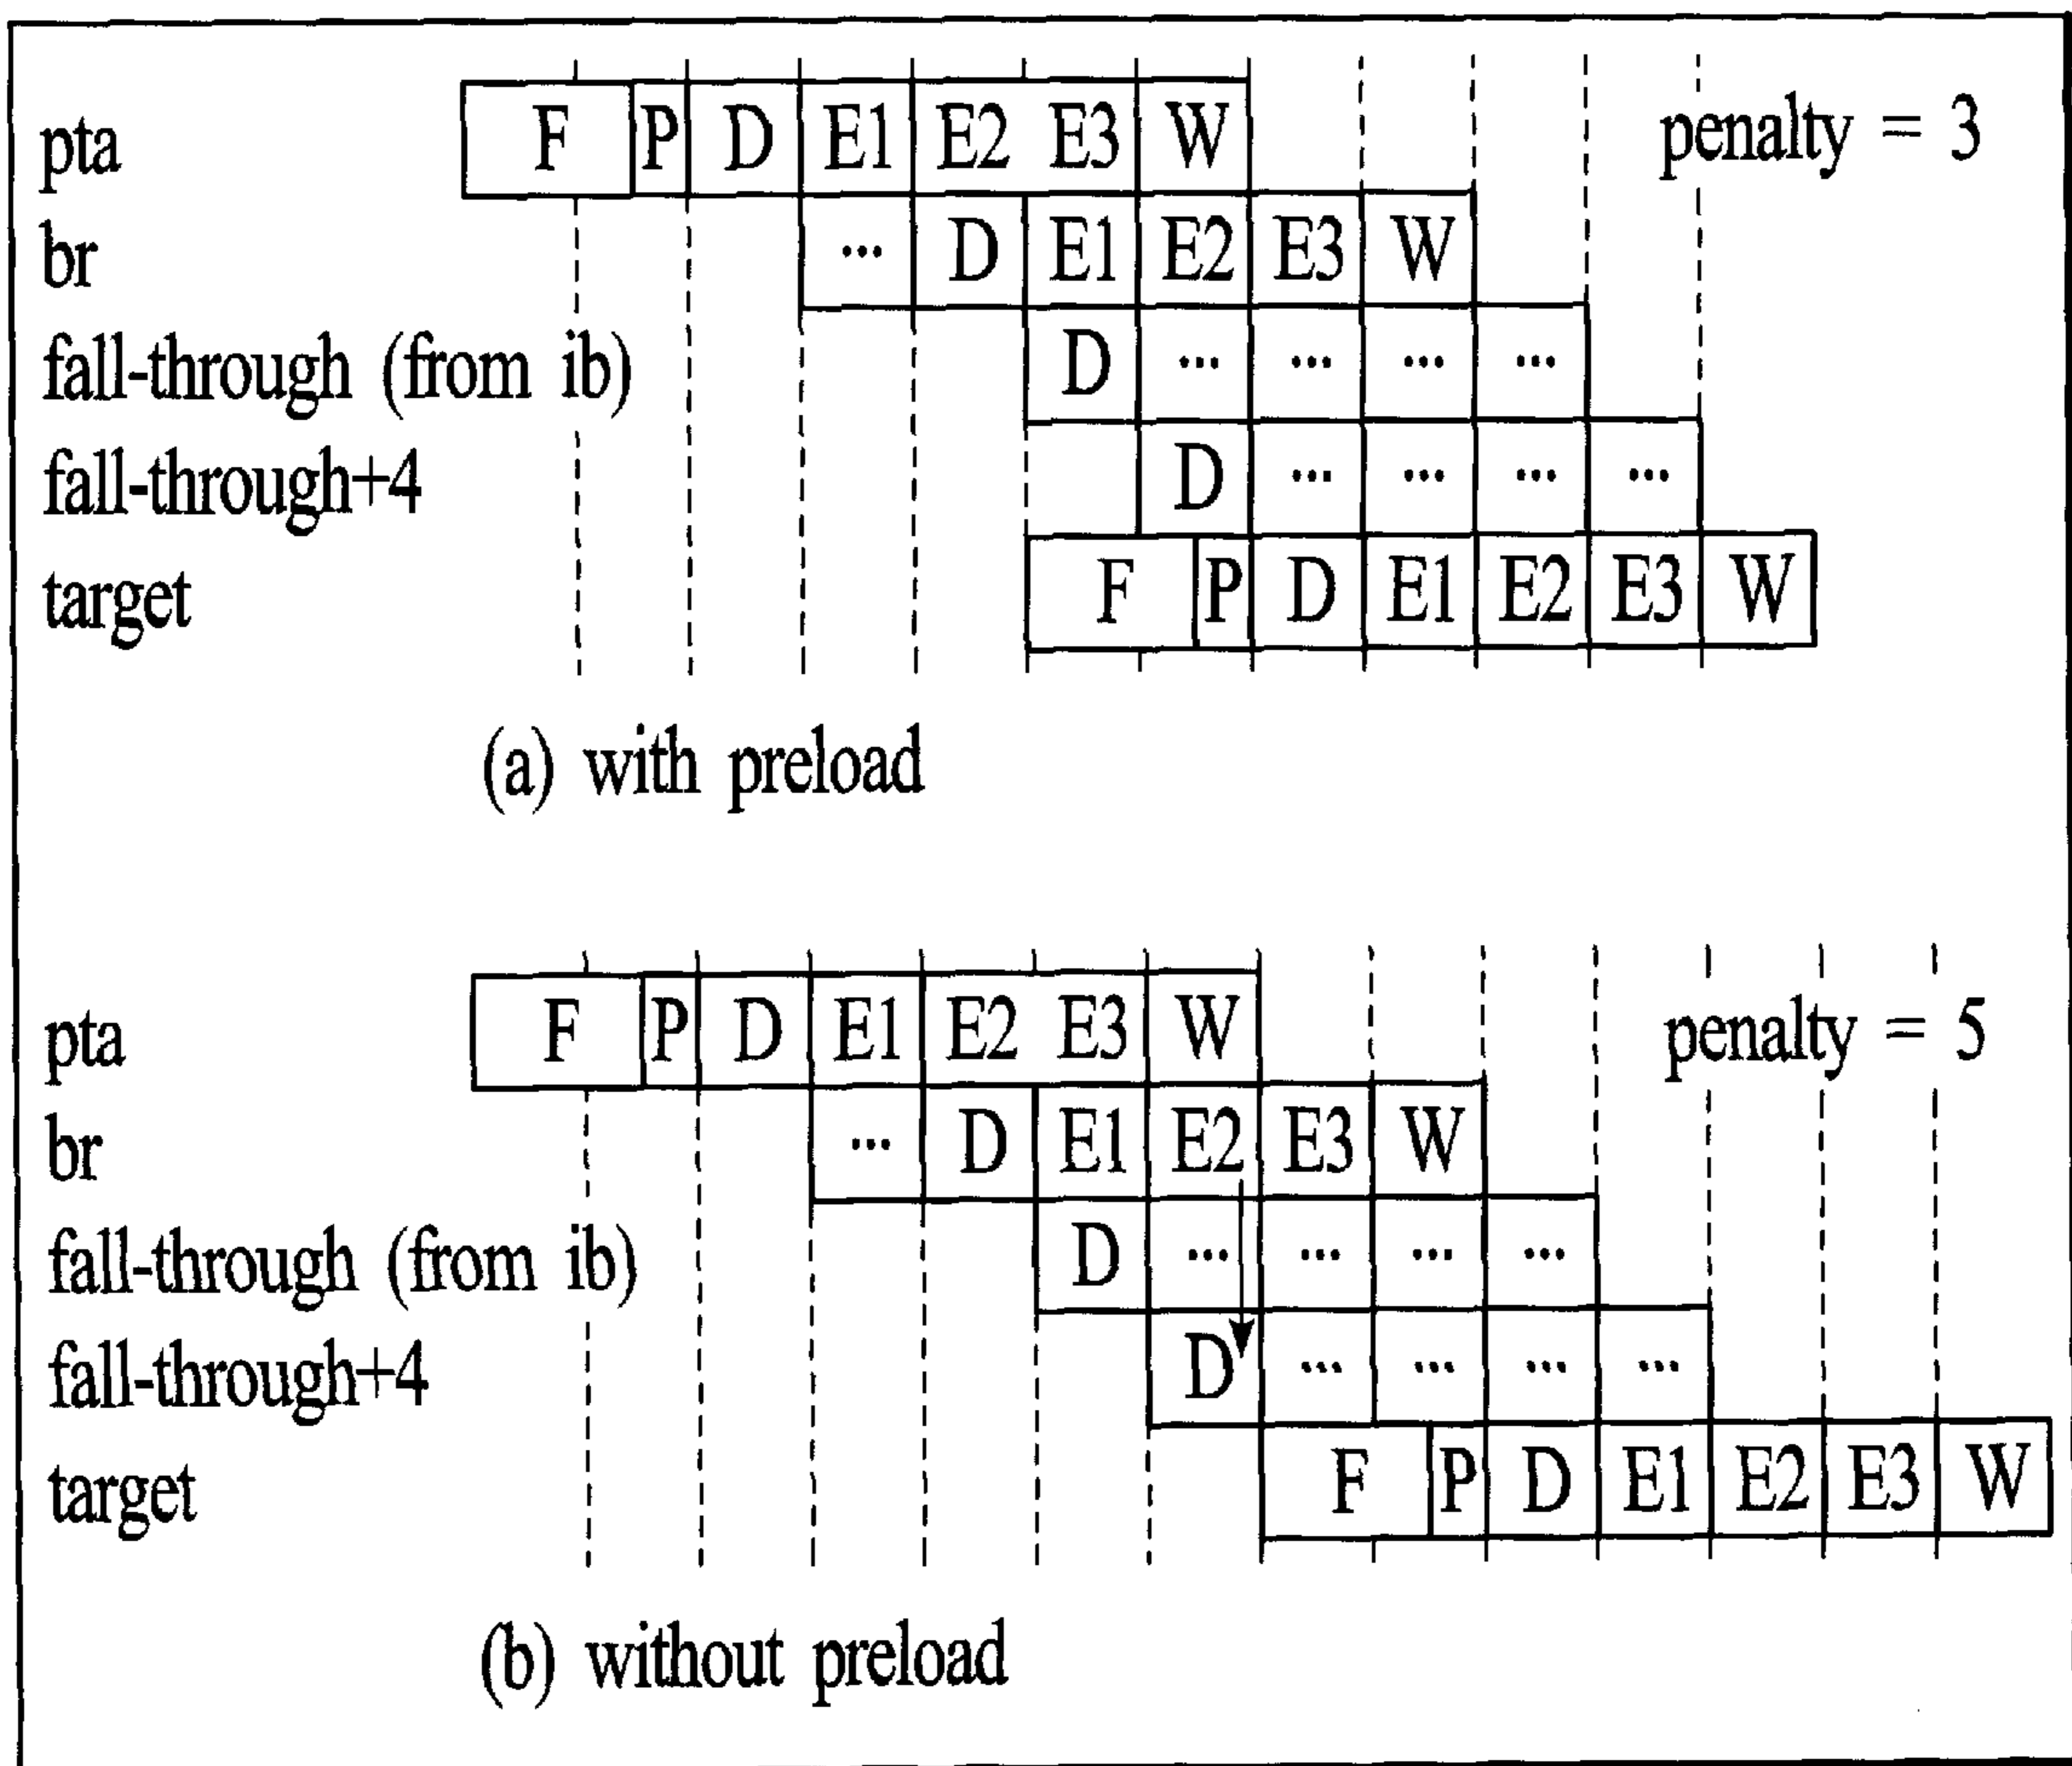 pta F P D E1 E2 E3 W penalty = 3
br ... D E1 E2 E3 W
fall-through (from ib) D ... ... ... ...
fall-through+4 D ... ... ... ...
target F P D E1 E2 E3 W
(a) with preload
pta F P D E1 E2 E3 W penalty = 5
br ... D E1 E2 E3 W
fall-through (from ib) D ... ... ... ...
fall-through+4 D ... ... ... ...
target F P D E1 E2 E3 W
(b) without preload